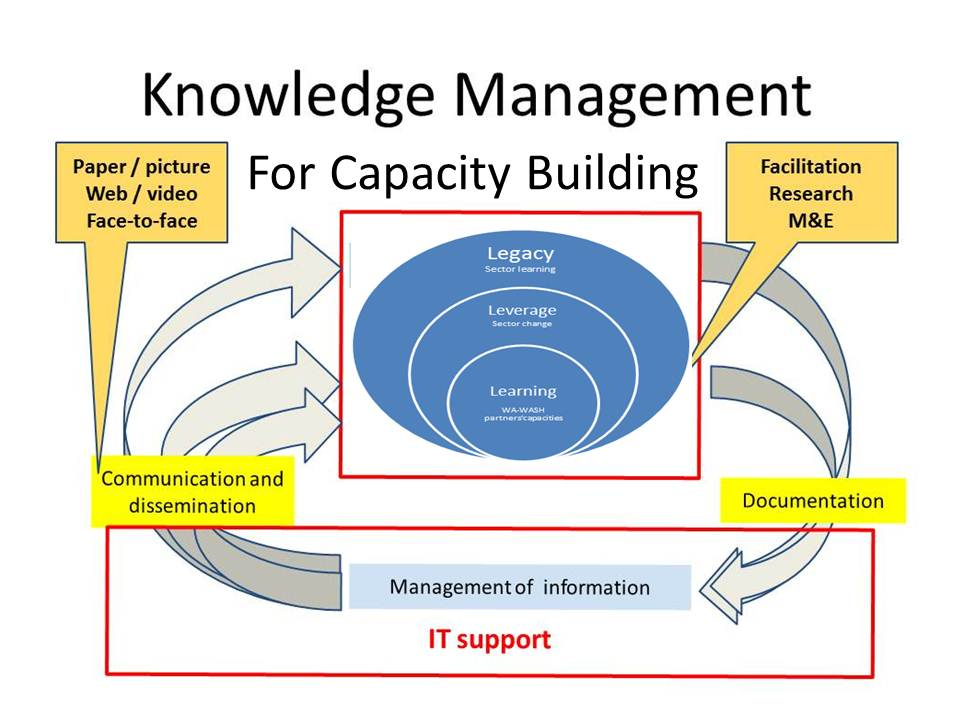 Knowledge Management
For Capacity Building
Paper / picture
Web / video
Face-to-face
Facilitation
Research
M&E
Legacy
Sector learning
Leverage
Sector change
Learning
WA-WASH
partners'capacities
Communication and
dissemination
Documentation
Management of information
IT support